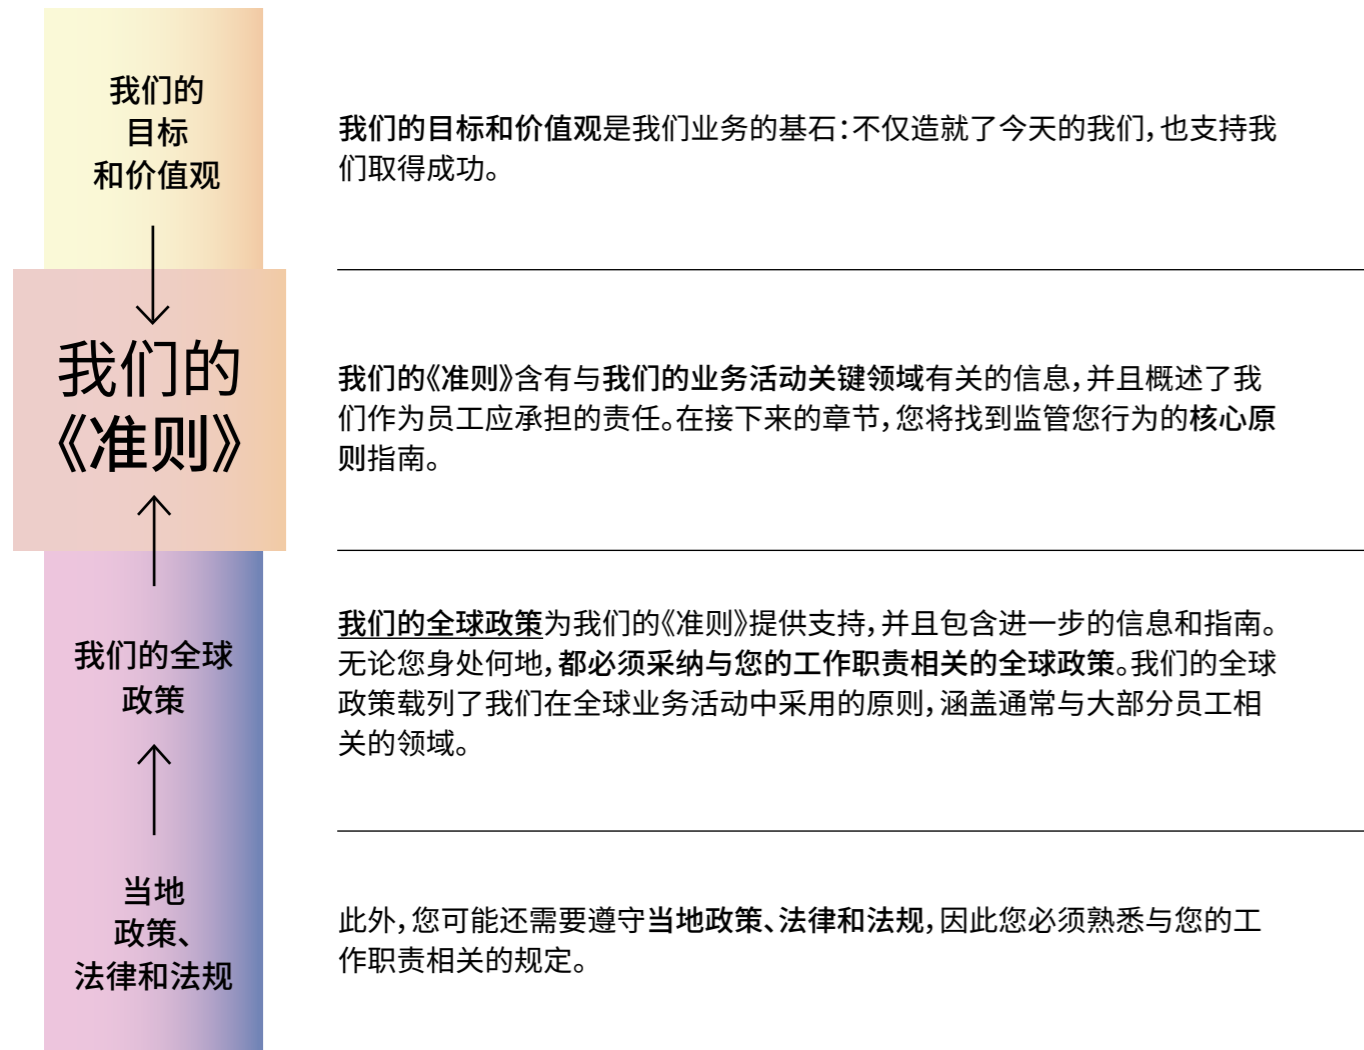 我们的
目标
和价值观
我们的目标和价值观是我们业务的基石：不仅造就了今天的我们，也支持我
们取得成功。
我们的
《准则》
我们的《准则》含有与我们的业务活动关键领域有关的信息，并且概述了我
们作为员工应承担的责任。在接下来的章节，您将找到监管您行为的核心原
则指南。
我们的全球
政策
我们的全球政策为我们的《准则》提供支持，并且包含进一步的信息和指南。
无论您身处何地，都必须采纳与您的工作职责相关的全球政策。我们的全球
政策载列了我们在全球业务活动中采用的原则，涵盖通常与大部分员工相
关的领域。
当地
政策、
法律和法规
此外，您可能还需要遵守当地政策、法律和法规，因此您必须熟悉与您的工
作职责相关的规定。